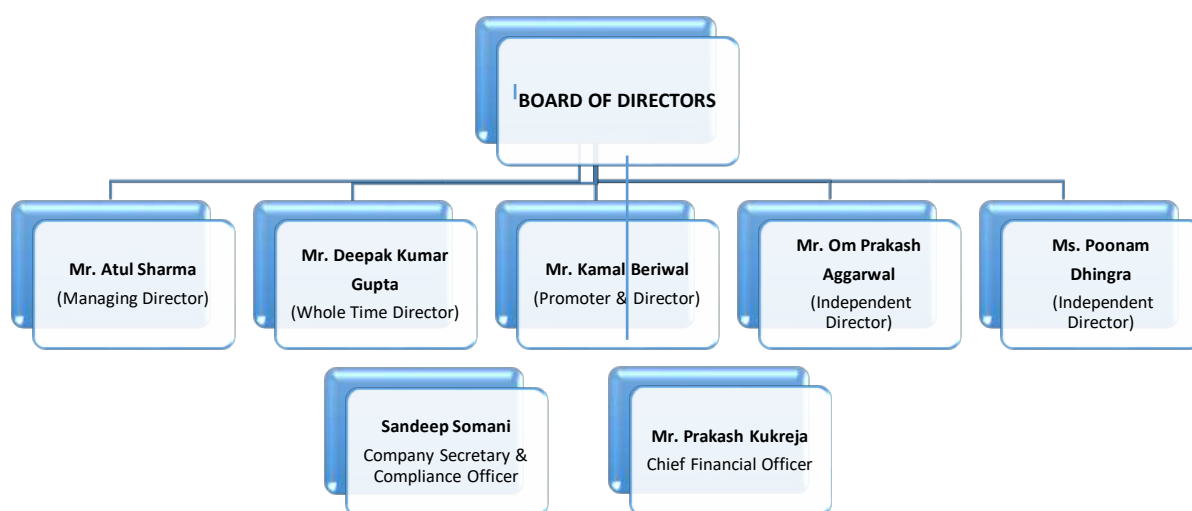 BOARD OF DIRECTORS
Mr. Atul Sharma
(Managing Director)
Mr. Deepak Kumar
Gupta
(Whole Time Director)
Mr. Kamal Beriwal
(Promoter & Director)
Mr. Om Prakash
Aggarwal
(Independent
Director)
Ms. Poonam
Dhingra
(Independent
Director)
Sandeep Somani
Company Secretary &
Compliance Officer
Mr. Prakash Kukreja
Chief Financial Officer